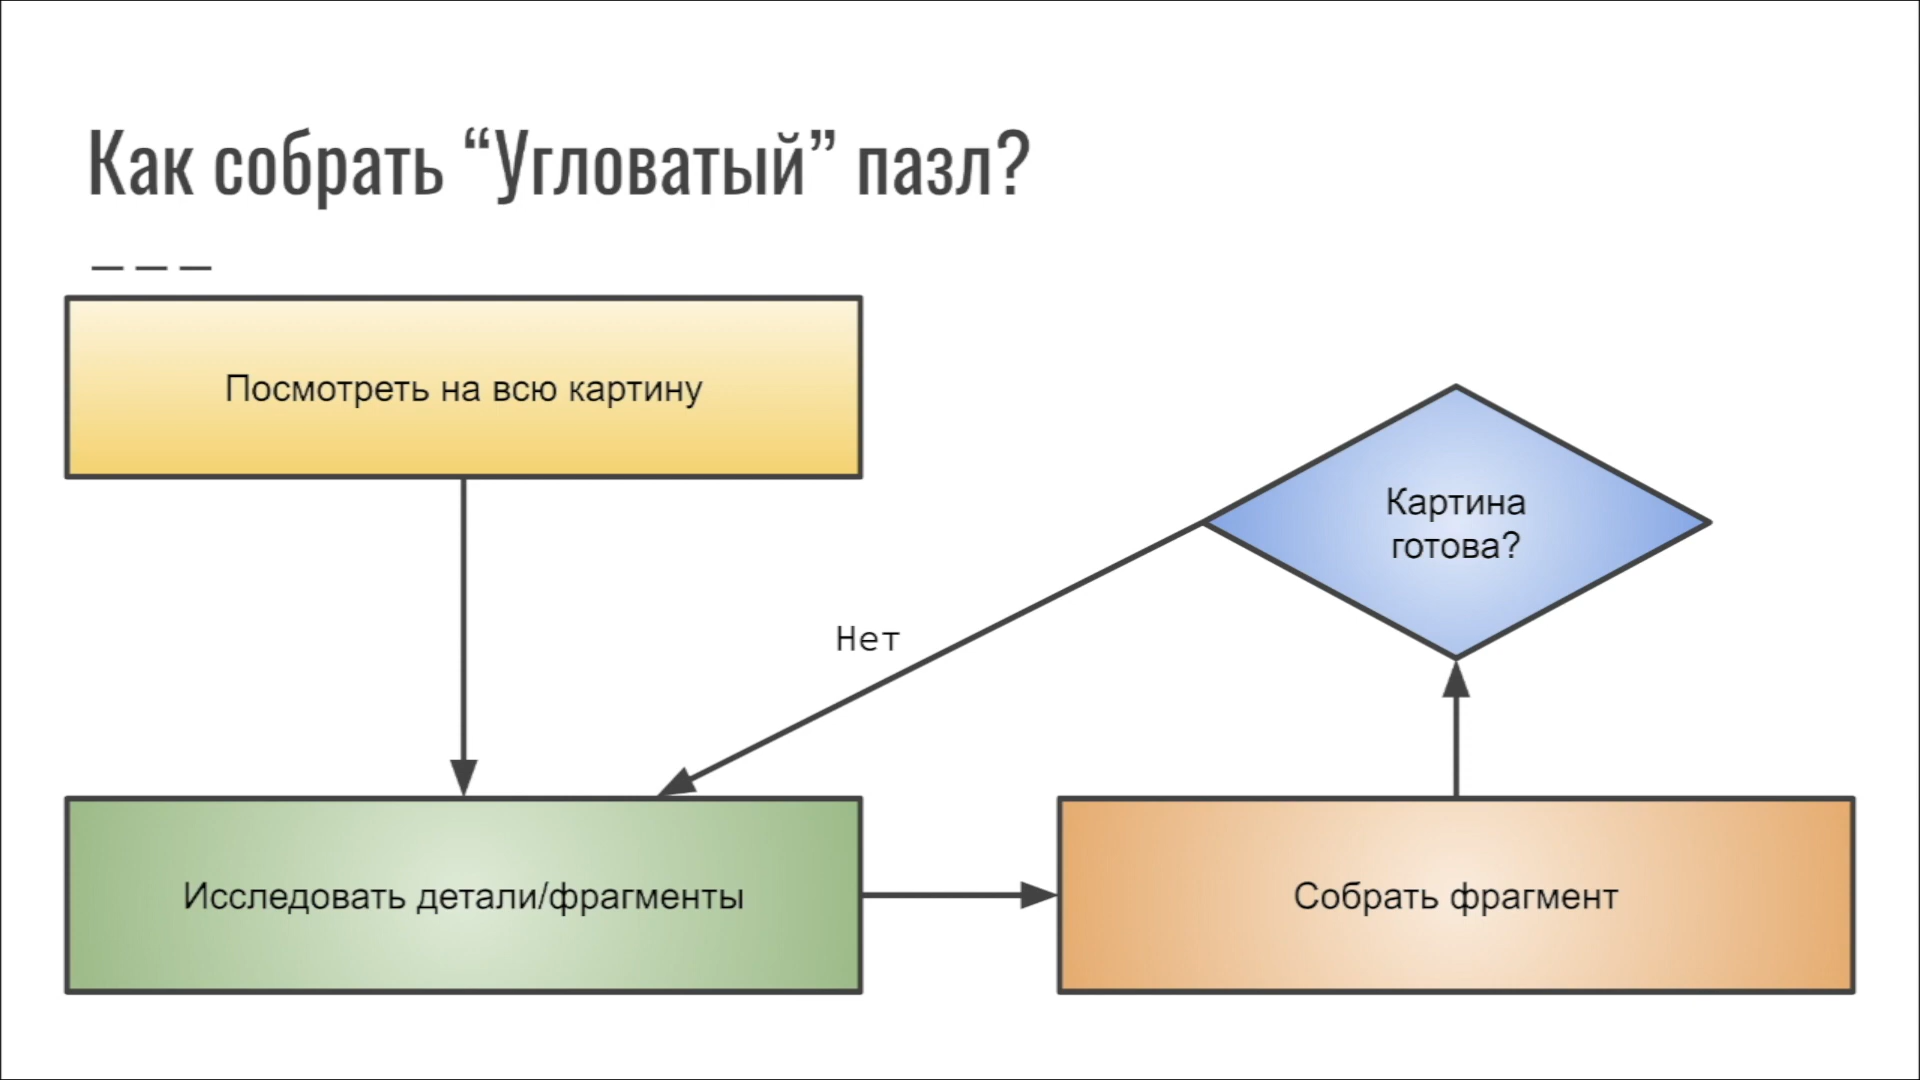 Как собрать “Угловатый” пазл?
Посмотреть на всю картину
Картина
готова?
Нет
Исследовать детали/фрагменты
Собрать фрагмент